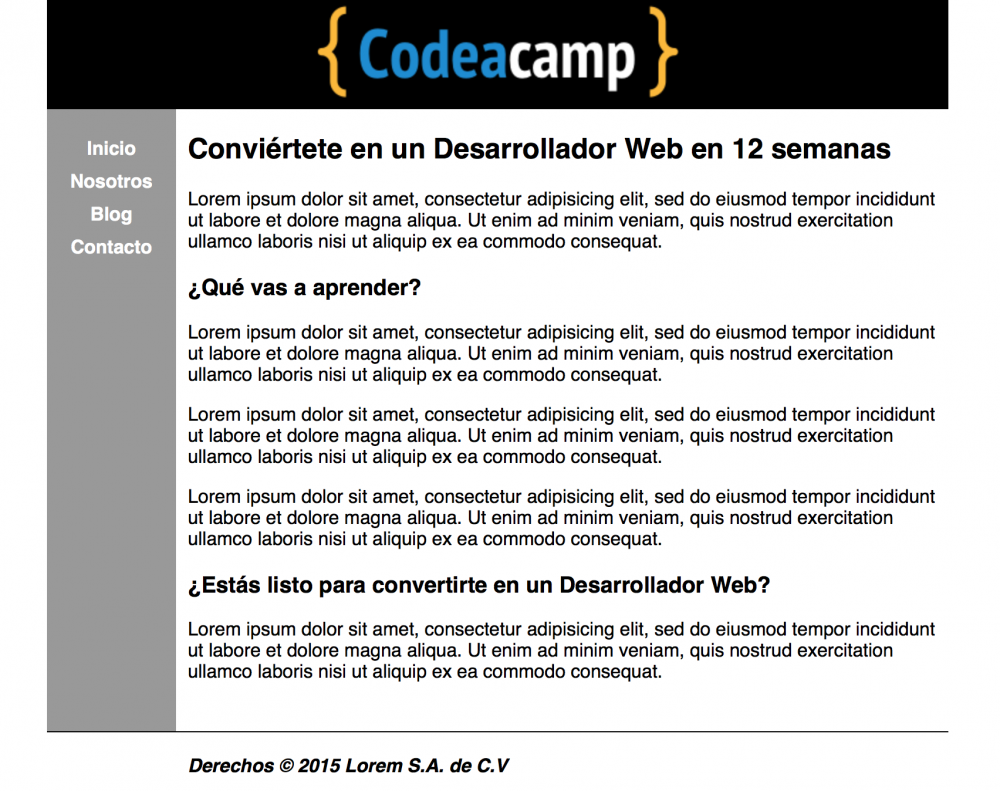 { Codeacamp }
Inicio
Nosotros
Blog
Contacto
Conviértete en un Desarrollador Web en 12 semanas
Lorem ipsum dolor sit amet, consectetur adipisicing elit, sed do eiusmod tempor incididunt
ut labore et dolore magna aliqua. Ut enim ad minim veniam, quis nostrud exercitation
ullamco laboris nisi ut aliquip ex ea commodo consequat.
¿Qué vas a aprender?
Lorem ipsum dolor sit amet, consectetur adipisicing elit, sed do eiusmod tempor incididunt
ut labore et dolore magna aliqua. Ut enim ad minim veniam, quis nostrud exercitation
ullamco laboris nisi ut aliquip ex ea commodo consequat.
Lorem ipsum dolor sit amet, consectetur adipisicing elit, sed do eiusmod tempor incididunt
ut labore et dolore magna aliqua. Ut enim ad minim veniam, quis nostrud exercitation
ullamco laboris nisi ut aliquip ex ea commodo consequat.
Lorem ipsum dolor sit amet, consectetur adipisicing elit, sed do eiusmod tempor incididunt
ut labore et dolore magna aliqua. Ut enim ad minim veniam, quis nostrud exercitation
ullamco laboris nisi ut aliquip ex ea commodo consequat.
¿Estás listo para convertirte en un Desarrollador Web?
Lorem ipsum dolor sit amet, consectetur adipisicing elit, sed do eiusmod tempor incididunt
ut labore et dolore magna aliqua. Ut enim ad minim veniam, quis nostrud exercitation
ullamco laboris nisi ut aliquip ex ea commodo consequat.
Derechos © 2015 Lorem S.A. de C.V